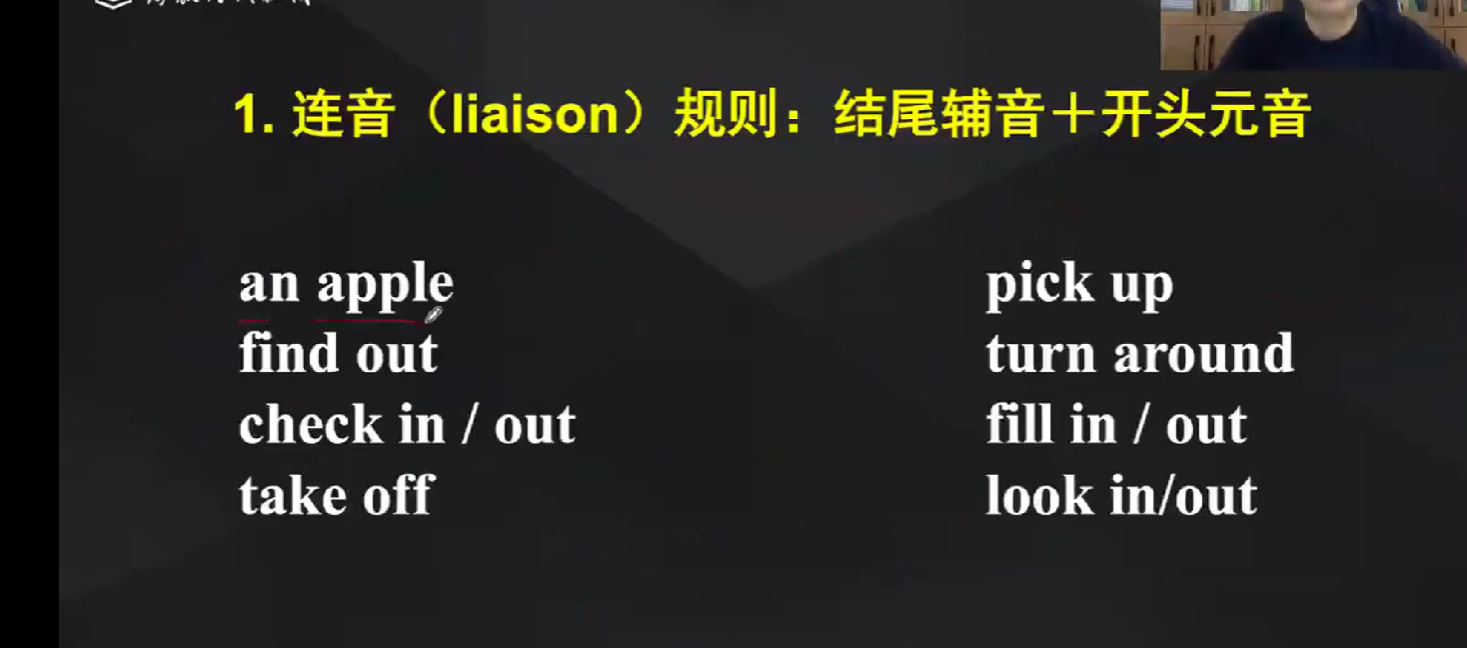 1. 连音（liaison）规则：结尾辅音＋开头元音
an apple
find out
check in / out
take off
pick up
turn around
fill in / out
look in/out